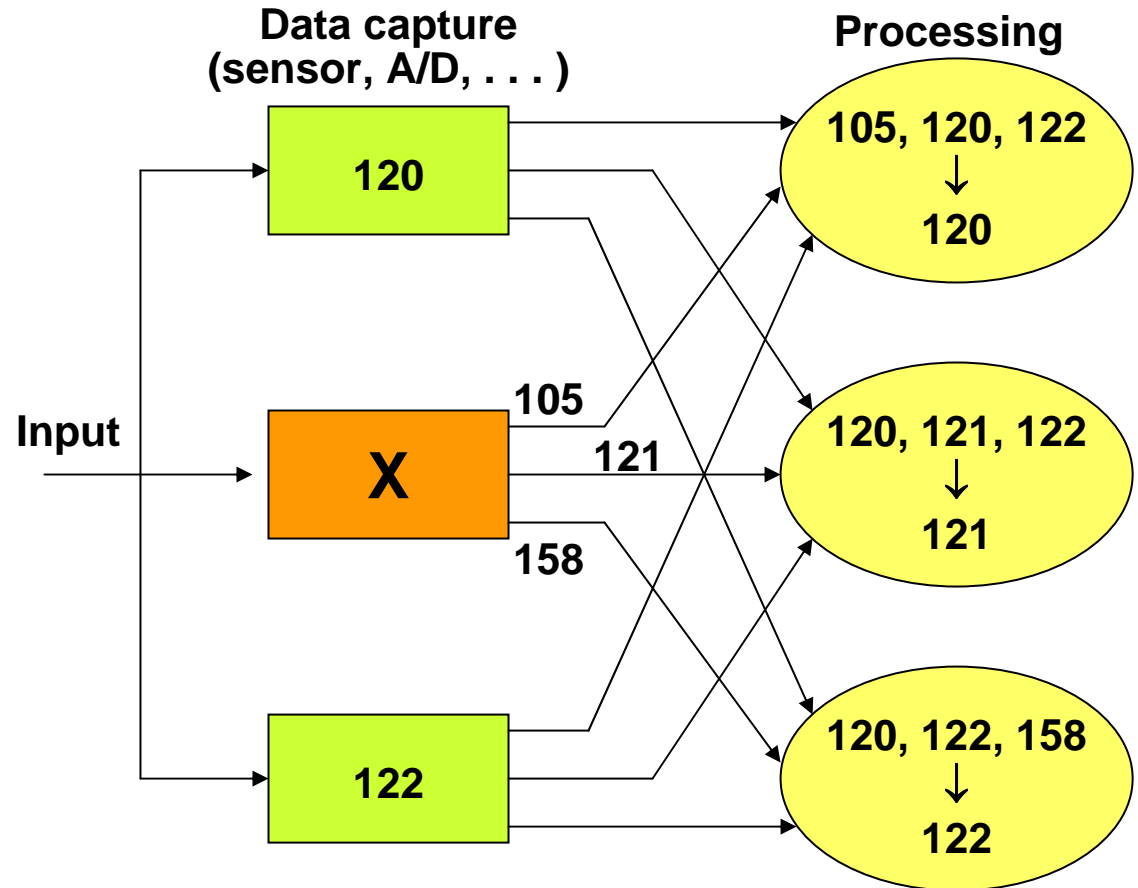 Data capture
(sensor, A/D, . . . )
Processing
120
105, 120, 122
↓
120
Input
X
105
121
158
120, 121, 122
↓
121
122
120, 122, 158
↓
122